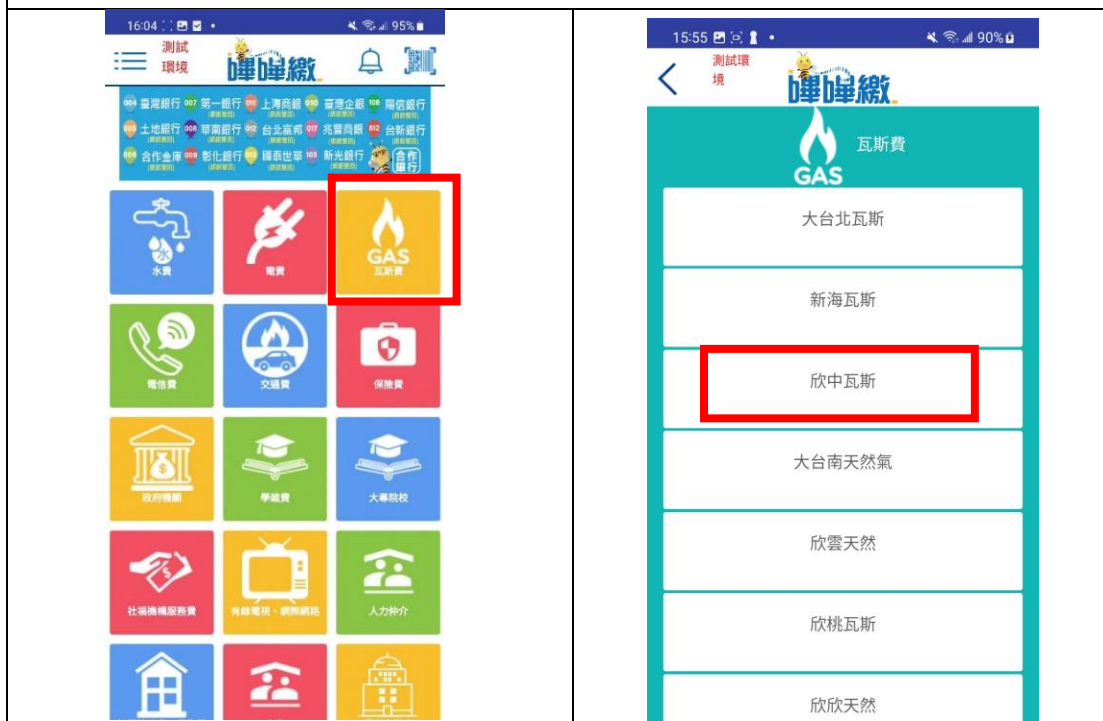 16:04 95%
測試
環境
嗶嗶繳
004 臺灣銀行 007 第一銀行 011 上海商銀 050 臺灣企銀 108 陽信銀行
005 土地銀行 008 華南銀行 012 台北富邦 017 兆豐商銀 812 台新銀行
006 合作金庫 009 彰化銀行 013 國泰世華 103 新光銀行 合作
銀行
水
水費
電費
GAS
瓦斯費
電信費
交通費
保險費
政府機關
學雜費
大專院校
社福機構服務費
有線電視、網際網路
人力仲介
15:55 90%
測試環
境
嗶嗶繳
瓦斯費
GAS
大台北瓦斯
新海瓦斯
欣中瓦斯
大台南天然氣
欣雲天然
欣桃瓦斯
欣欣天然